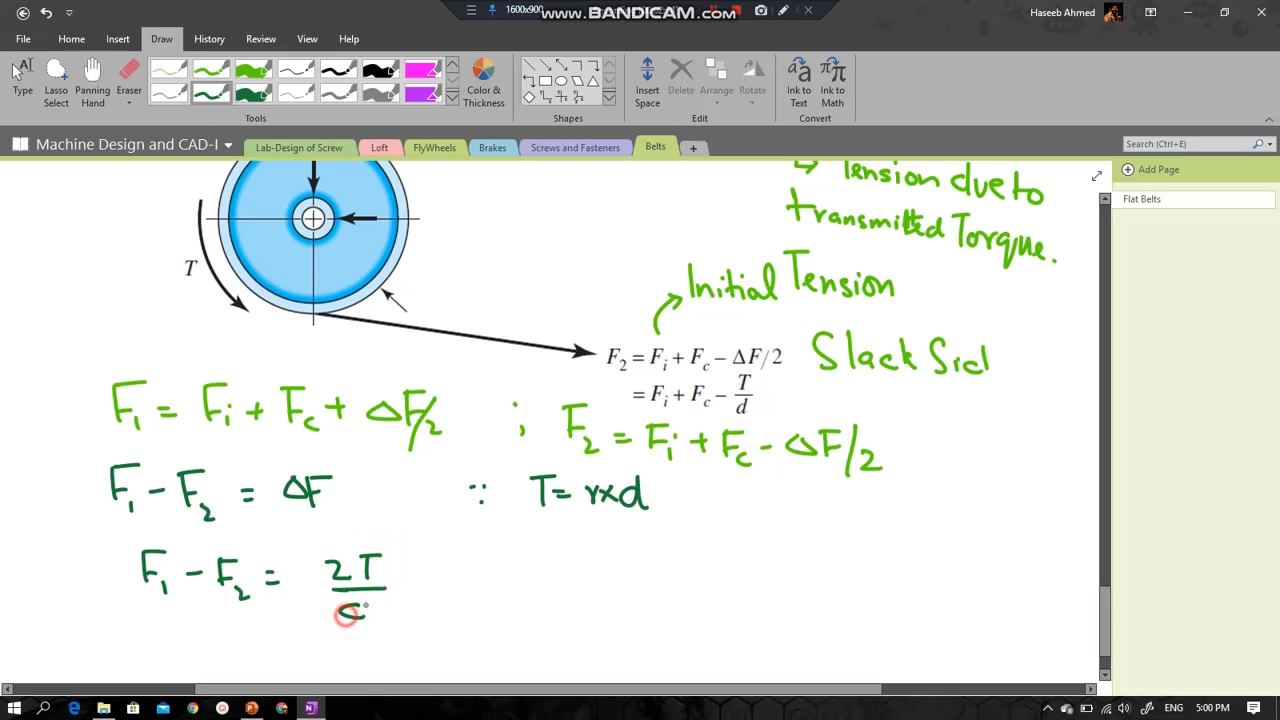 1600x900
www.BANDICAM.com
Haseeb Ahmed
File Home Insert Draw History Review View Help
Type Lasso Select Panning Hand Eraser
Color & Thickness
Insert Space Delete Arrange Rotate
Ink to Text Ink to Math
Tools Shapes Edit Convert
Machine Design and CAD-I
Lab-Design of Screw Loft FlyWheels Brakes Screws and Fasteners Belts
Search (Ctrl+E)
Add Page
Flat Belts
↳ Tension due to
transmitted Torque.
T
Initial Tension
F₂ = Fᵢ + F_c − ΔF/2
Slack Sid
= Fᵢ + F_c − T/d
F₁ = Fᵢ + F_c + ΔF/2 ; F₂ = Fᵢ + F_c − ΔF/2
F₁ − F₂ = ΔF ∵ T = r×d
F₁ − F₂ = 2T/
ENG 5:00 PM